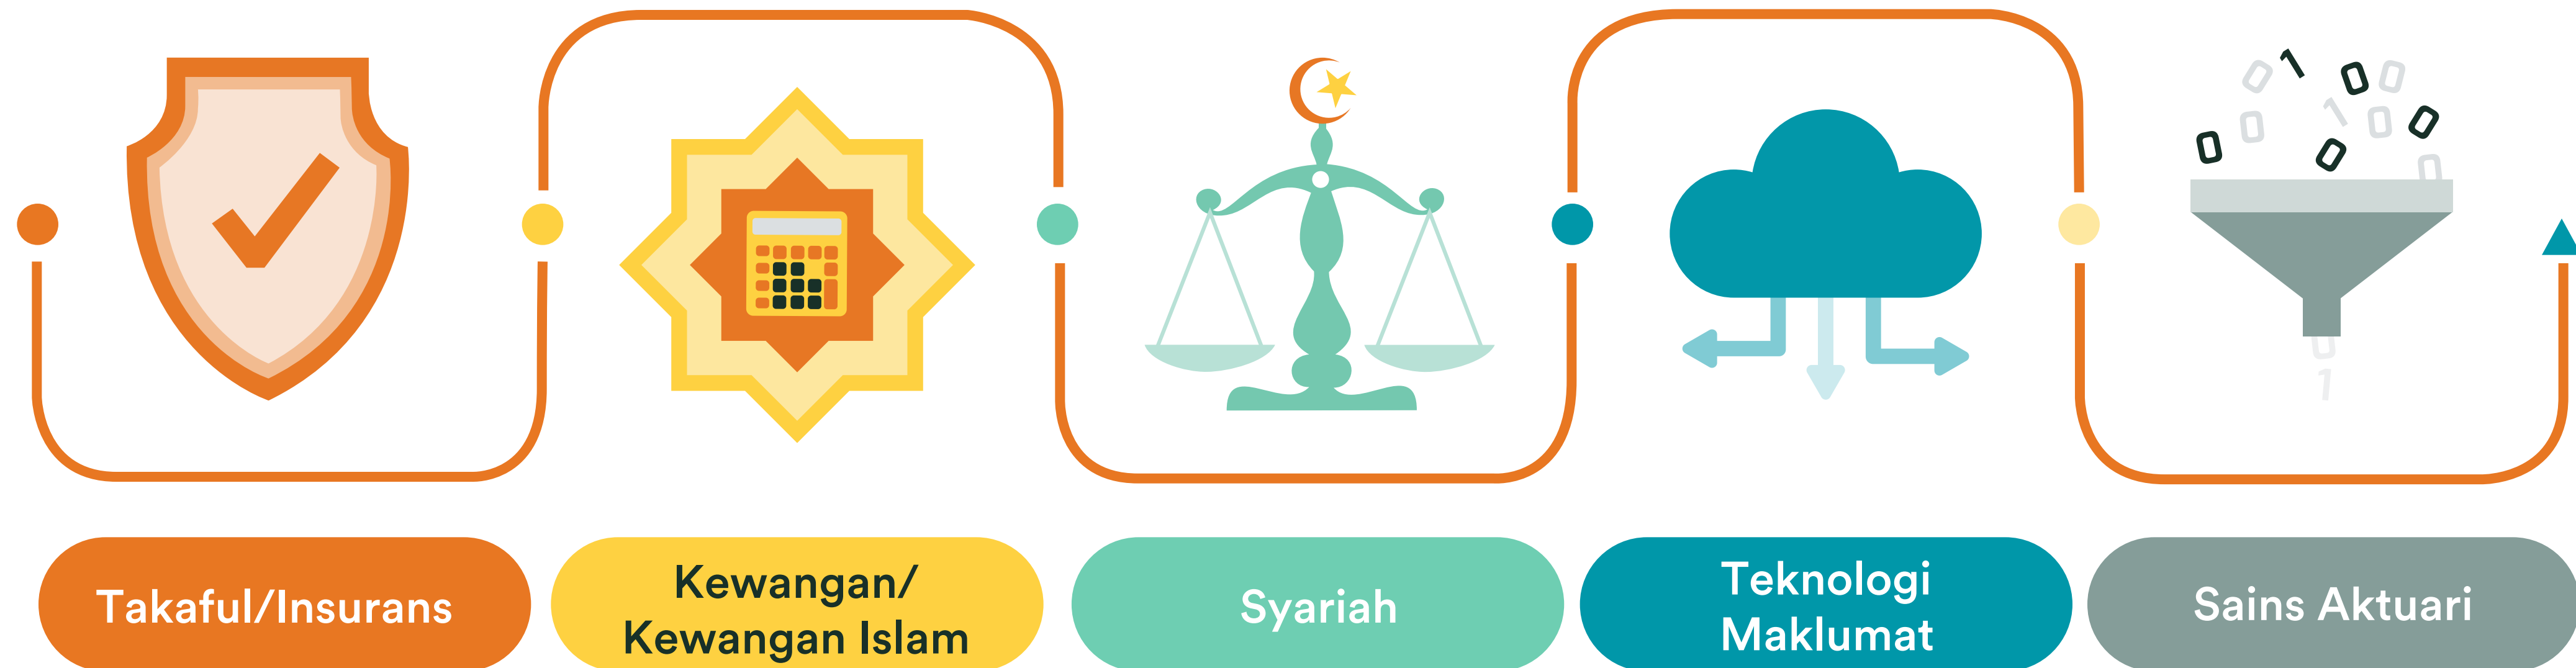 Takaful/Insurans
Kewangan/
Kewangan Islam
Syariah
Teknologi
Maklumat
Sains Aktuari